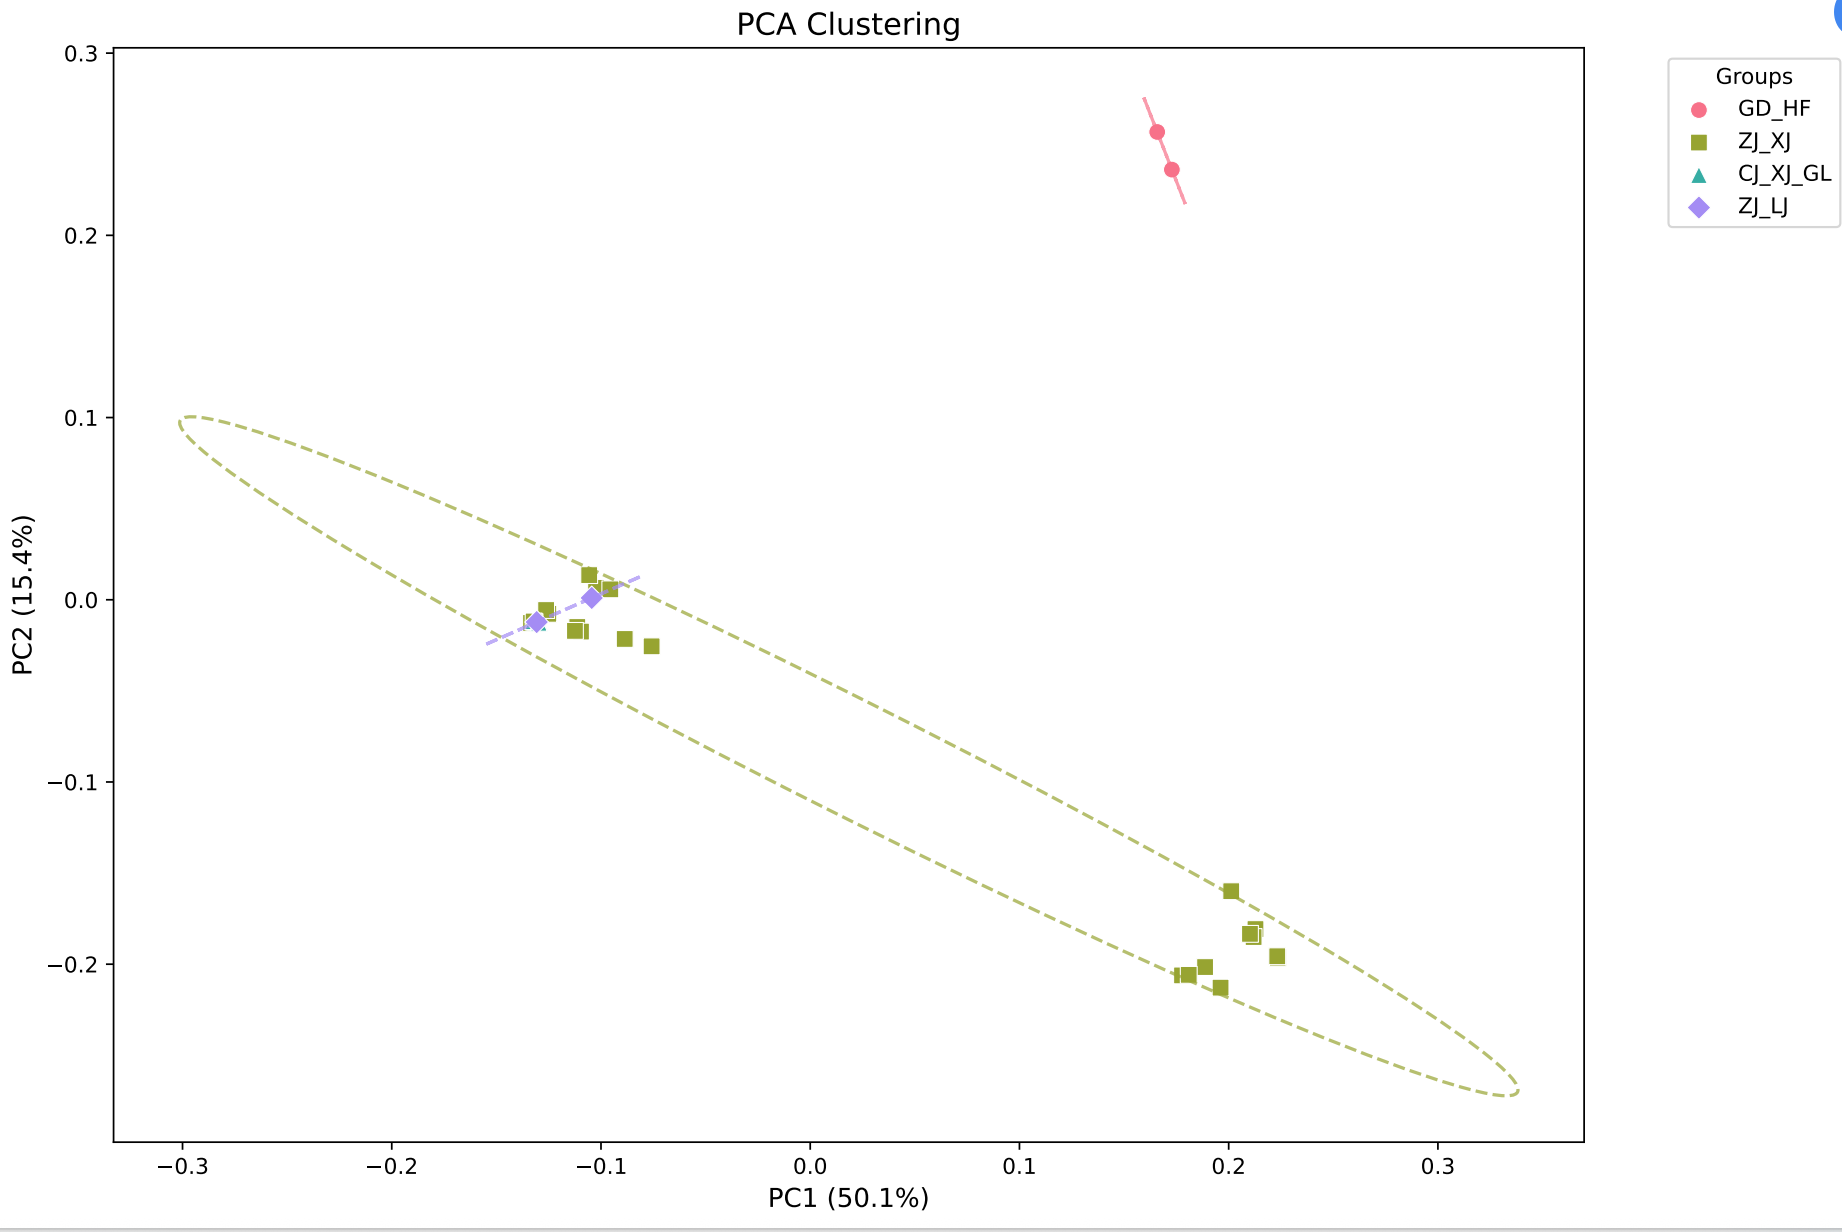 PCA Clustering
0.3
0.2
0.1
0.0
−0.1
−0.2
PC2 (15.4%)
−0.3
−0.2
−0.1
0.0
0.1
0.2
0.3
PC1 (50.1%)
Groups
GD_HF
ZJ_XJ
CJ_XJ_GL
ZJ_LJ